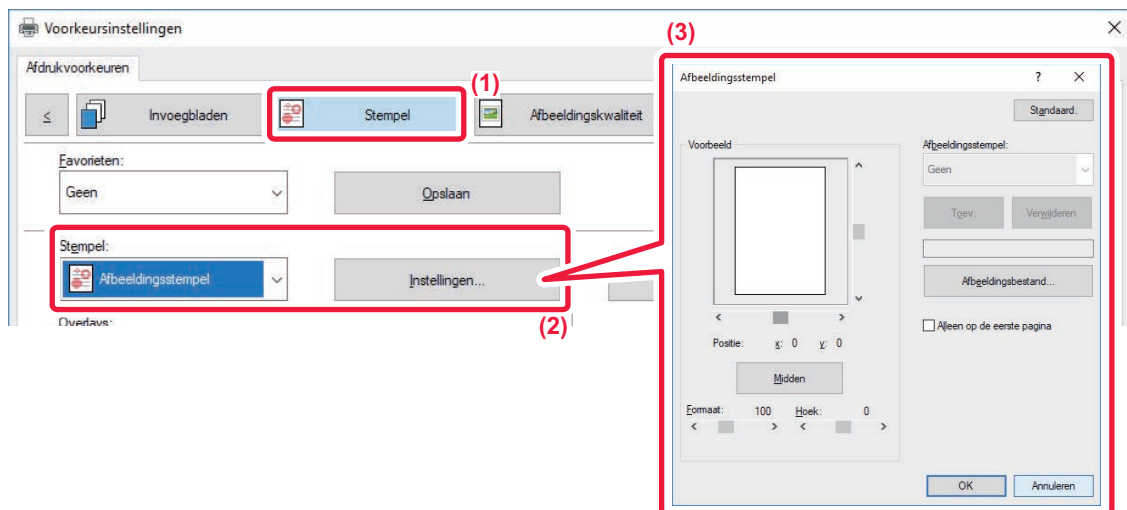 Voorkeursinstellingen
Afdrukvoorkeuren
(1)
<
Invoegbladen
Stempel
Afbeeldingskwaliteit
Favorieten:
Geen
Opslaan
Stempel:
Afbeeldingsstempel
Instellingen...
Overlays:
(2)
(3)
Afbeeldingsstempel
?
Standaard.
Voorbeeld
Positie: x: 0 y: 0
Midden
Formaat: 100 Hoek: 0
Afbeeldingsstempel:
Geen
Toev.
Verwijderen
Afbeeldingsbestand...
Alleen op de eerste pagina
OK
Annuleren